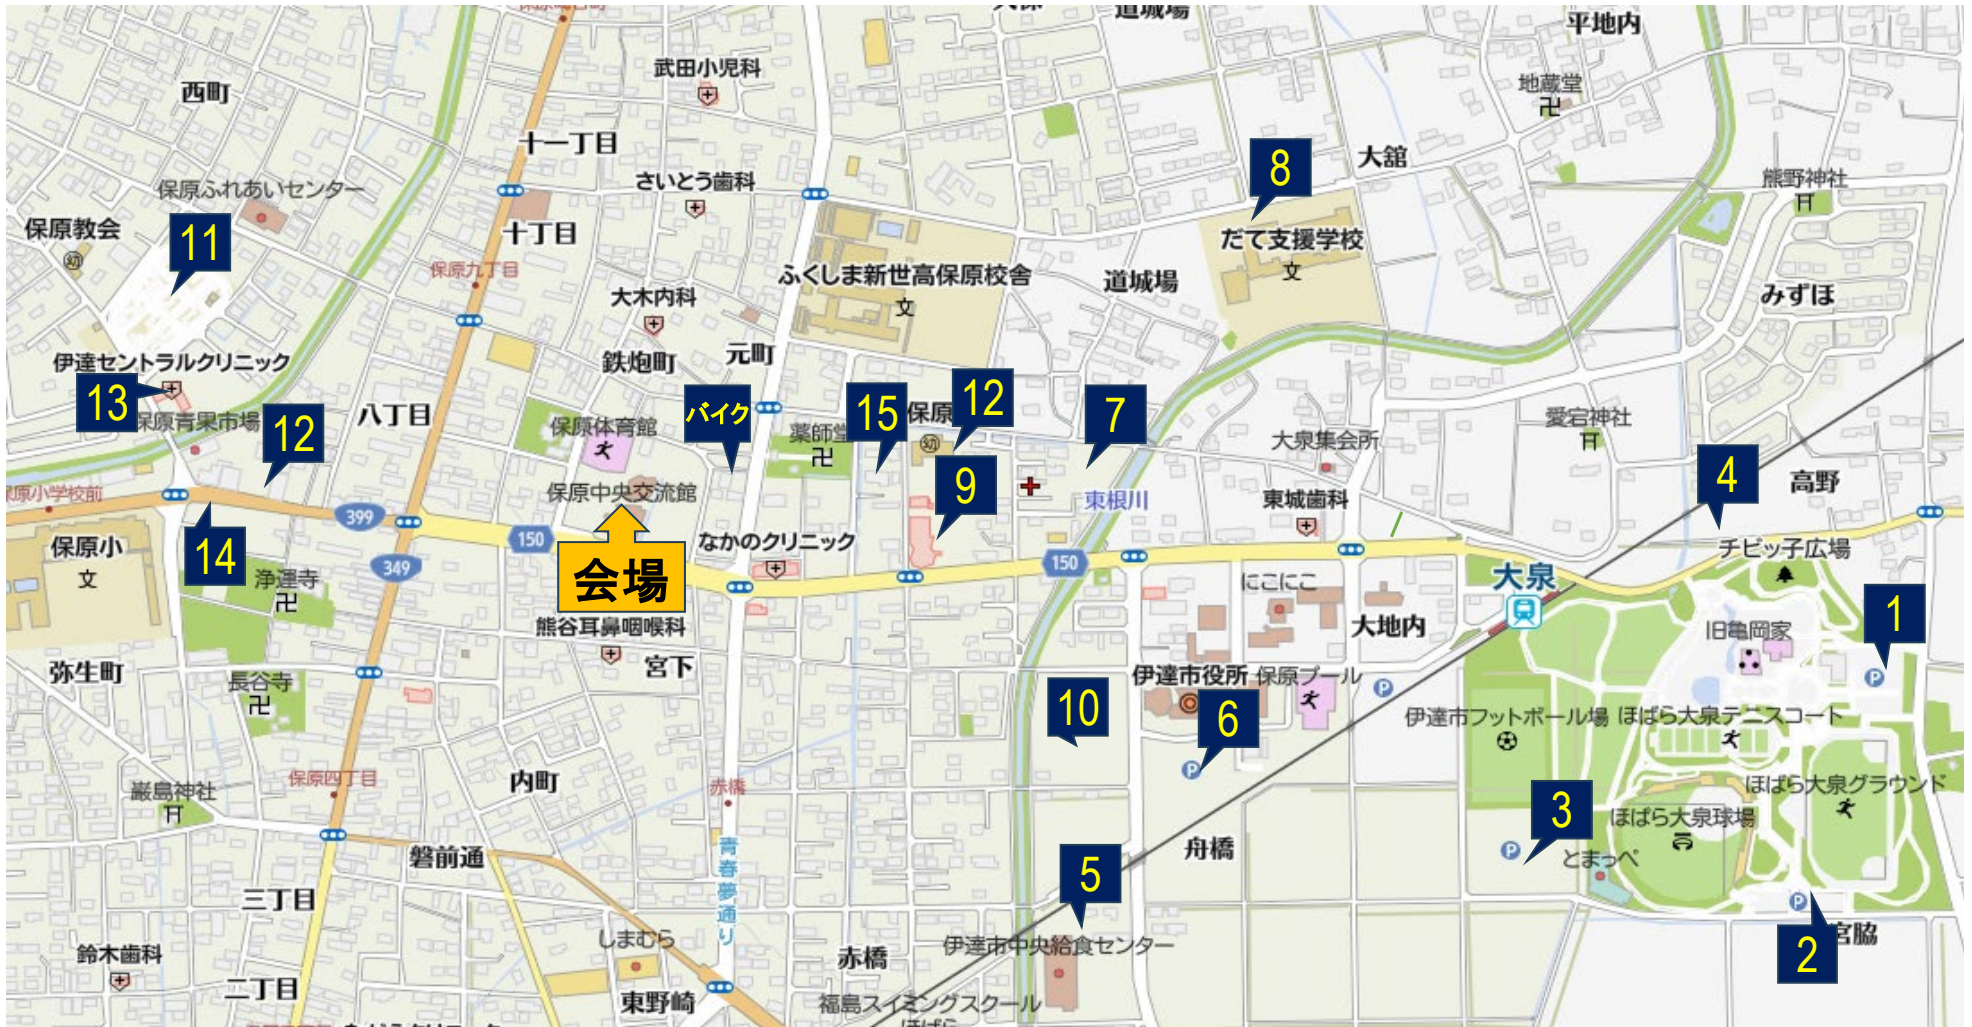 道城場
平地内
武田小児科
西町
地蔵堂
十一丁目
大舘
8
保原ふれあいセンター
さいとう歯科
熊野神社
保原教会
11
十丁目
だて支援学校
文
保原九丁目
ふくしま新世高保原校舎
文
道城場
みずほ
大木内科
伊達セントラルクリニック
鉄炮町
元町
13
保原青果市場
八丁目
12
保原体育館
バイク
薬師堂
15
保原
12
7
大泉集会所
愛宕神社
4
高野
保原小学校前
保原中央交流館
9
東根川
東城歯科
399
150
なかのクリニック
150
保原小
文
14
349
会場
浄運寺
チビッ子広場
にこにこ
大泉
1
熊谷耳鼻咽喉科
大地内
旧亀岡家
弥生町
宮下
長谷寺
伊達市役所
保原プール
P
P
10
6
伊達市フットボール場
ほばら大泉テニスコート
P
保原四丁目
内町
赤橋
巌島神社
3
ほばら大泉グラウンド
ほばら大泉球場
磐前通
青春夢通り
舟橋
P
とまっぺ
5
三丁目
P
2
宮脇
しまむら
伊達市中央給食センター
鈴木歯科
赤橋
二丁目
東野崎
福島スイミングスクール
ほばら